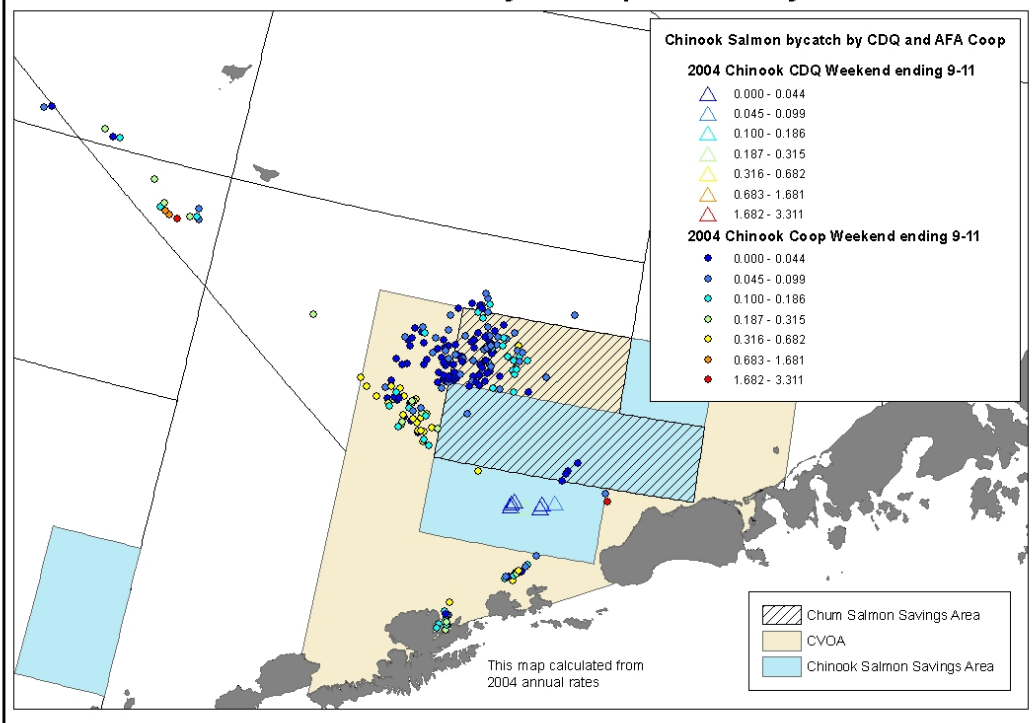 Chinook Salmon bycatch by CDQ and AFA Coop
2004 Chinook CDQ Weekend ending 9-11
0.000 - 0.044
0.045 - 0.099
0.100 - 0.186
0.187 - 0.315
0.316 - 0.682
0.683 - 1.681
1.682 - 3.311
2004 Chinook Coop Weekend ending 9-11
0.000 - 0.044
0.045 - 0.099
0.100 - 0.186
0.187 - 0.315
0.316 - 0.682
0.683 - 1.681
1.682 - 3.311
Chum Salmon Savings Area
CVOA
Chinook Salmon Savings Area
This map calculated from
2004 annual rates